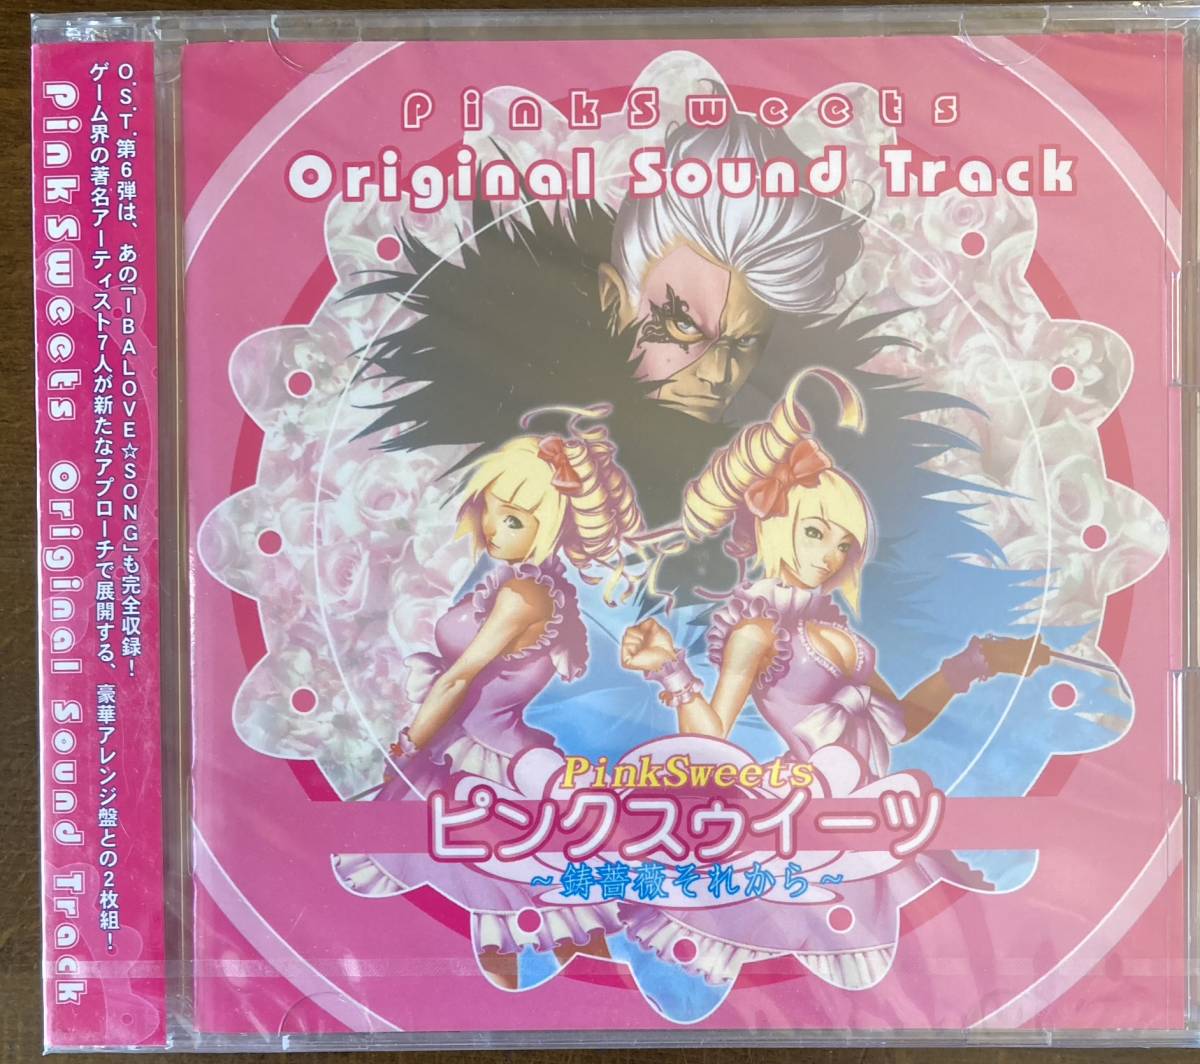 O.S.T.第6弾は、あの「IBALOVE☆SONG」も完全収録!
ゲーム界の著名アーティスト7人が新たなアプローチで展開する、豪華アレンジ盤との2枚組!
PinkSweets Original Sound Track
PinkSweets
Original Sound Track
PinkSweets
ピンクスゥイーツ
~鋳薔薇それから~